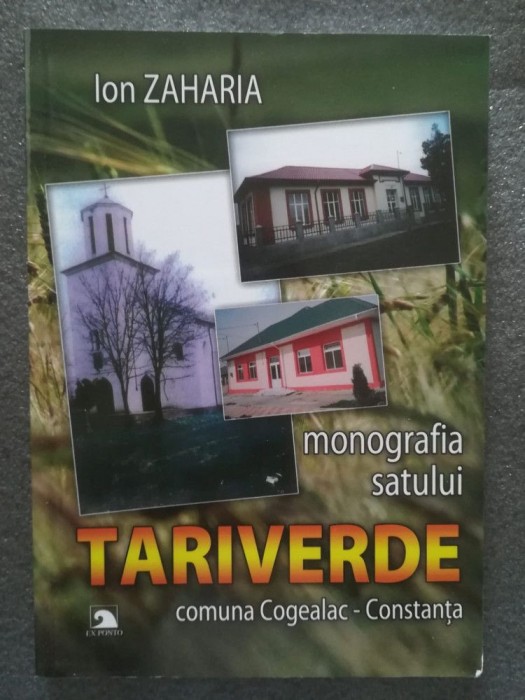 Ion ZAHARIA
monografia
satului
TARIVERDE
comuna Cogealac - Constanța
EX PONTO